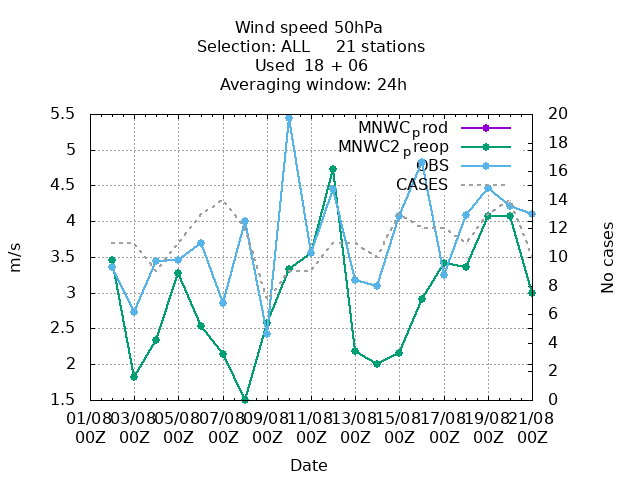 Wind speed 50hPa
Selection: ALL 21 stations
Used 18 + 06
Averaging window: 24h
5.5
5
4.5
4
3.5
3
2.5
2
1.5
m/s
20
18
16
14
12
10
8
6
4
2
0
No cases
MNWC_prod
MNWC2_preop
OBS
CASES
01/08 03/08 05/08 07/08 09/08 11/08 13/08 15/08 17/08 19/08 21/08
00Z 00Z 00Z 00Z 00Z 00Z 00Z 00Z 00Z 00Z 00Z
Date